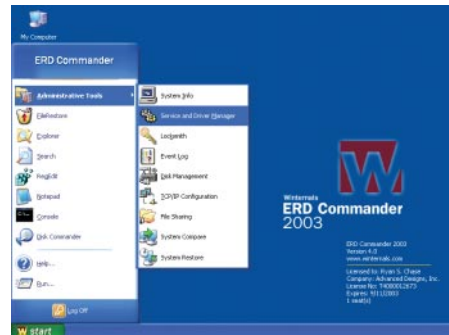 My Computer
ERD Commander
Administrative Tools
FileRestore
Explorer
Search
RegEdit
Notepad
Console
Disk Commander
Help...
Run...
Log Off
start
System Info
Service and Driver Manager
Locksmith
Event Log
Disk Management
TCP/IP Configuration
File Sharing
System Compare
System Restore
W
Winternals
ERD Commander
2003
ERD Commander 2003
Version 4.0
www.winternals.com
Licensed to: Ryan S. Chase
Company: Advanced Designs, Inc.
License No: T4000012673
Expires: 9/11/2003
1 seat(s)